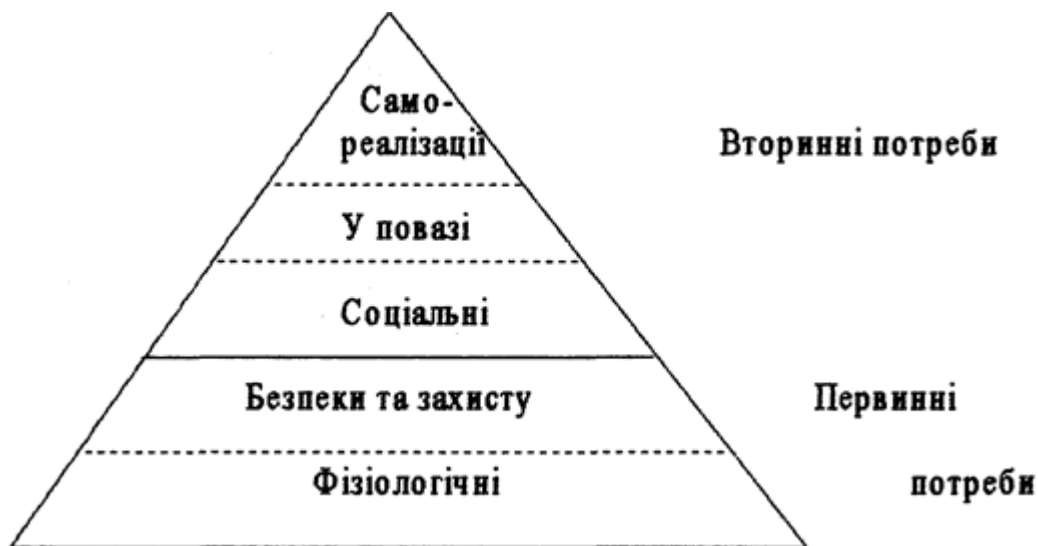 Само-
реалізації
Вторинні потреби
У повазі
Соціальні
Безпеки та захисту
Первинні
Фізіологічні
потреби